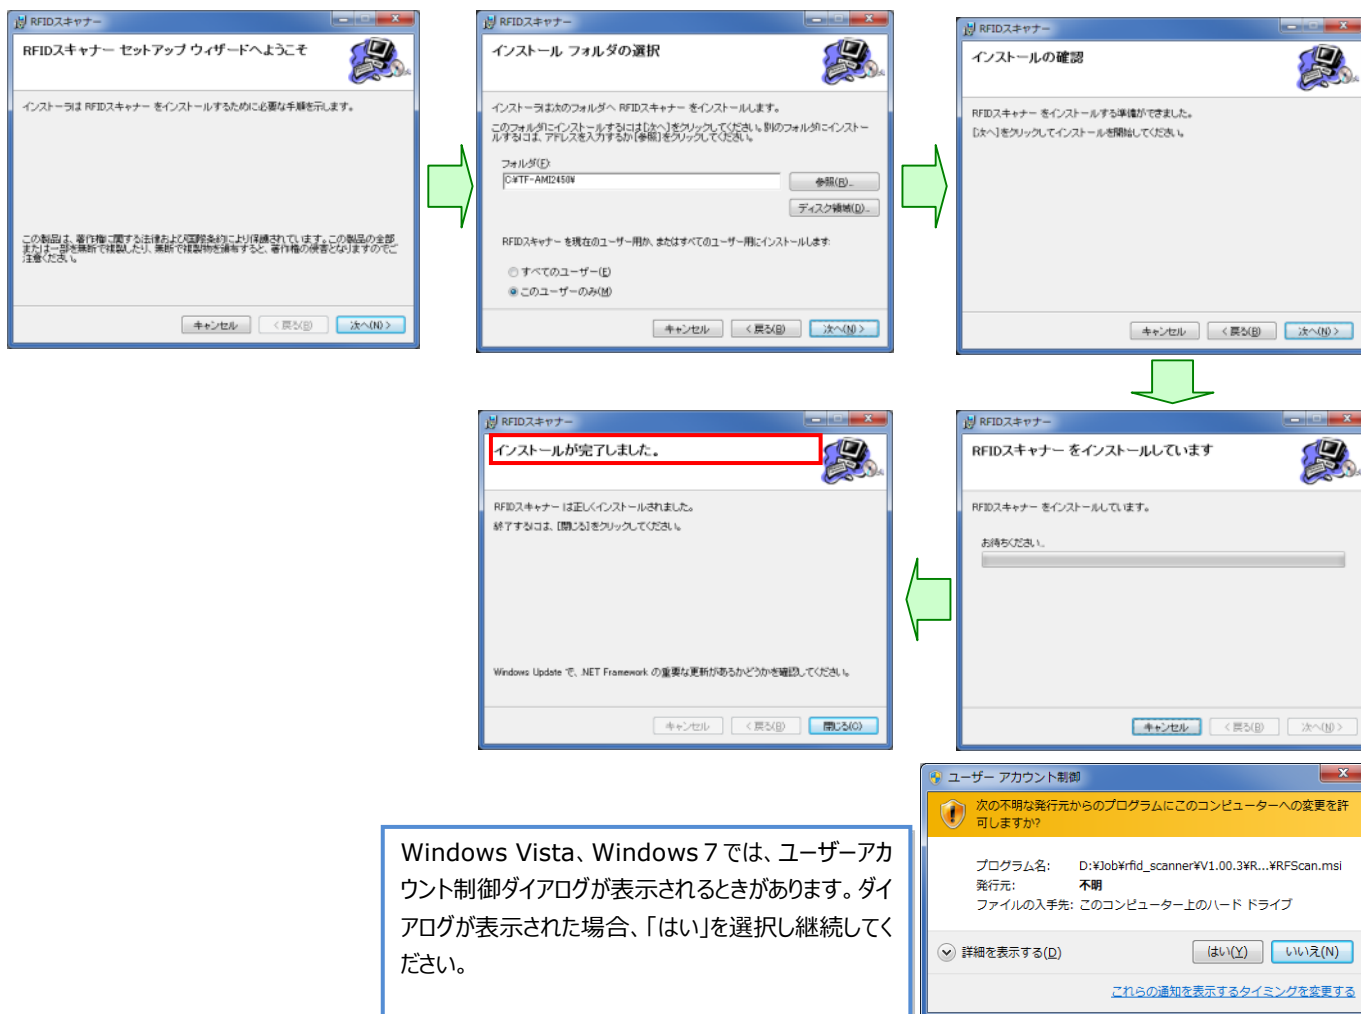 RFIDスキャナー
RFIDスキャナー セットアップ ウィザードへようこそ
インストーラは RFIDスキャナー をインストールするために必要な手順を示します。
この製品は、著作権に関する法律および国際条約により保護されています。この製品の全部
または一部を無断で複製したり、無断で複製物を頒布すると、著作権の侵害となりますのでご
注意ください。
キャンセル
< 戻る(B)
次へ(N) >
RFIDスキャナー
インストール フォルダの選択
インストーラは次のフォルダへ RFIDスキャナー をインストールします。
このフォルダにインストールするには[次へ]をクリックしてください。別のフォルダにインストー
ルするには、アドレスを入力するか[参照]をクリックしてください。
フォルダ(F):
C:¥TF-AMI2450¥
参照(R)...
ディスク領域(D)...
RFIDスキャナー を現在のユーザー用か、またはすべてのユーザー用にインストールします:
すべてのユーザー(E)
このユーザーのみ(M)
キャンセル
< 戻る(B)
次へ(N) >
RFIDスキャナー
インストールの確認
RFIDスキャナー をインストールする準備ができました。
[次へ]をクリックしてインストールを開始してください。
キャンセル
< 戻る(B)
次へ(N) >
RFIDスキャナー
RFIDスキャナー をインストールしています
RFIDスキャナー をインストールしています。
お待ちください...
キャンセル
< 戻る(B)
次へ(N) >
RFIDスキャナー
インストールが完了しました。
RFIDスキャナー は正しくインストールされました。
終了するには、[閉じる]をクリックしてください。
Windows Update で、.NET Framework の重要な更新があるかどうかを確認してください。
キャンセル
< 戻る(B)
閉じる(C)
Windows Vista、Windows 7 では、ユーザーアカ
ウント制御ダイアログが表示されるときがあります。ダイ
アログが表示された場合、「はい」を選択し継続してく
ださい。
ユーザー アカウント制御
次の不明な発行元からのプログラムにこのコンピューターへの変更を許
可しますか?
プログラム名: D:¥Job¥rfid_scanner¥V1.00.3¥R...¥RFScan.msi
発行元: 不明
ファイルの入手先: このコンピューター上のハード ドライブ
詳細を表示する(D)
はい(Y)
いいえ(N)
これらの通知を表示するタイミングを変更する